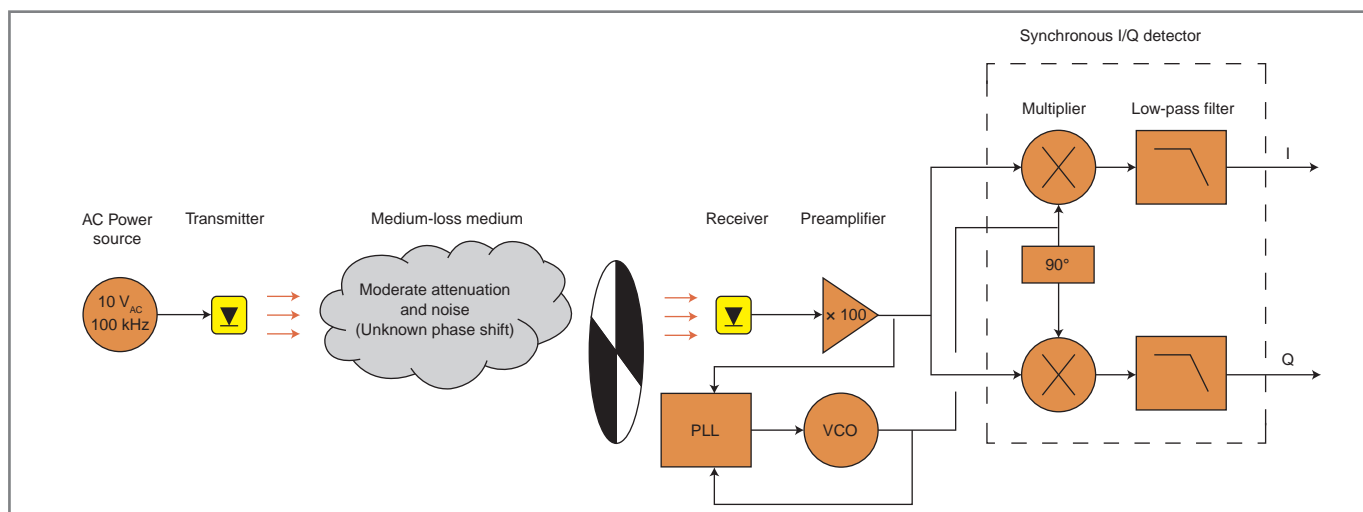 Synchronous I/Q detector
Multiplier
Low-pass filter
I
AC Power
source
Transmitter
Medium-loss medium
Receiver
Preamplifier
10 VAC
100 kHz
Moderate attenuation
and noise
(Unknown phase shift)
× 100
90°
Q
PLL
VCO